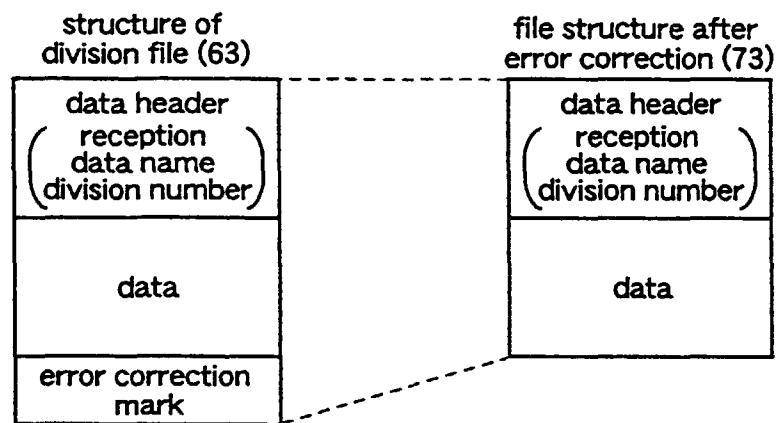 structure of
division file (63)
data header
(reception
data name
division number)
data
error correction
mark
file structure after
error correction (73)
data header
(reception
data name
division number)
data